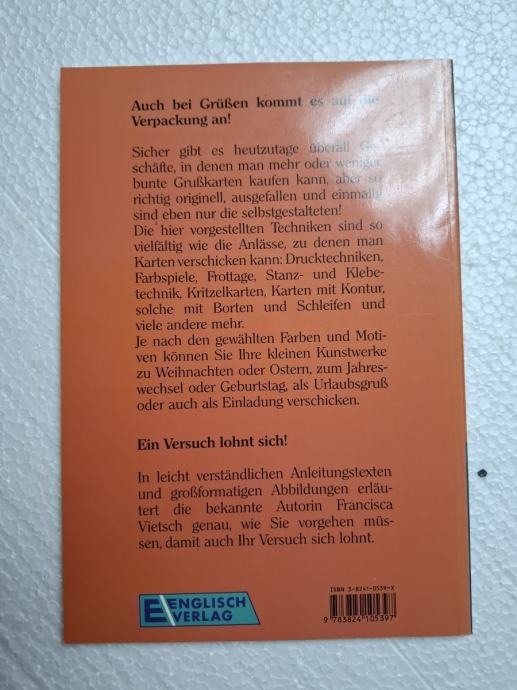 Auch bei Grüßen kommt es auf die
Verpackung an!
Sicher gibt es heutzutage überall Ge-
schäfte, in denen man mehr oder weniger
bunte Grußkarten kaufen kann, aber so
richtig originell, ausgefallen und einmalig
sind eben nur die selbstgestalteten!
Die hier vorgestellten Techniken sind so
vielfältig wie die Anlässe, zu denen man
Karten verschicken kann: Drucktechniken,
Farbspiele, Frottage, Stanz- und Klebe-
technik, Kritzelkarten, Karten mit Kontur,
solche mit Borten und Schleifen und
viele andere mehr.
Je nach den gewählten Farben und Moti-
ven können Sie Ihre kleinen Kunstwerke
zu Weihnachten oder Ostern, zum Jahres-
wechsel oder Geburtstag, als Urlaubsgruß
oder auch als Einladung verschicken.
Ein Versuch lohnt sich!
In leicht verständlichen Anleitungstexten
und großformatigen Abbildungen erläu-
tert die bekannte Autorin Francisca
Vietsch genau, wie Sie vorgehen müs-
sen, damit auch Ihr Versuch sich lohnt.
ISBN 3-8241-0539-X
E ENGLISCH
VERLAG
9 783824 105397